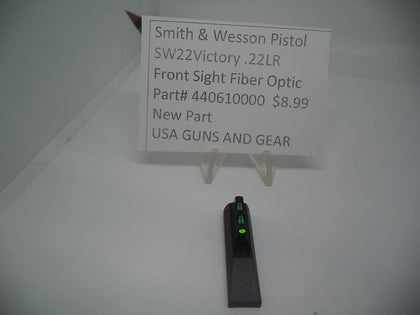 Smith & Wesson Pistol
SW22Victory .22LR
Front Sight Fiber Optic
Part# 440610000 $8.99
New Part
USA GUNS AND GEAR